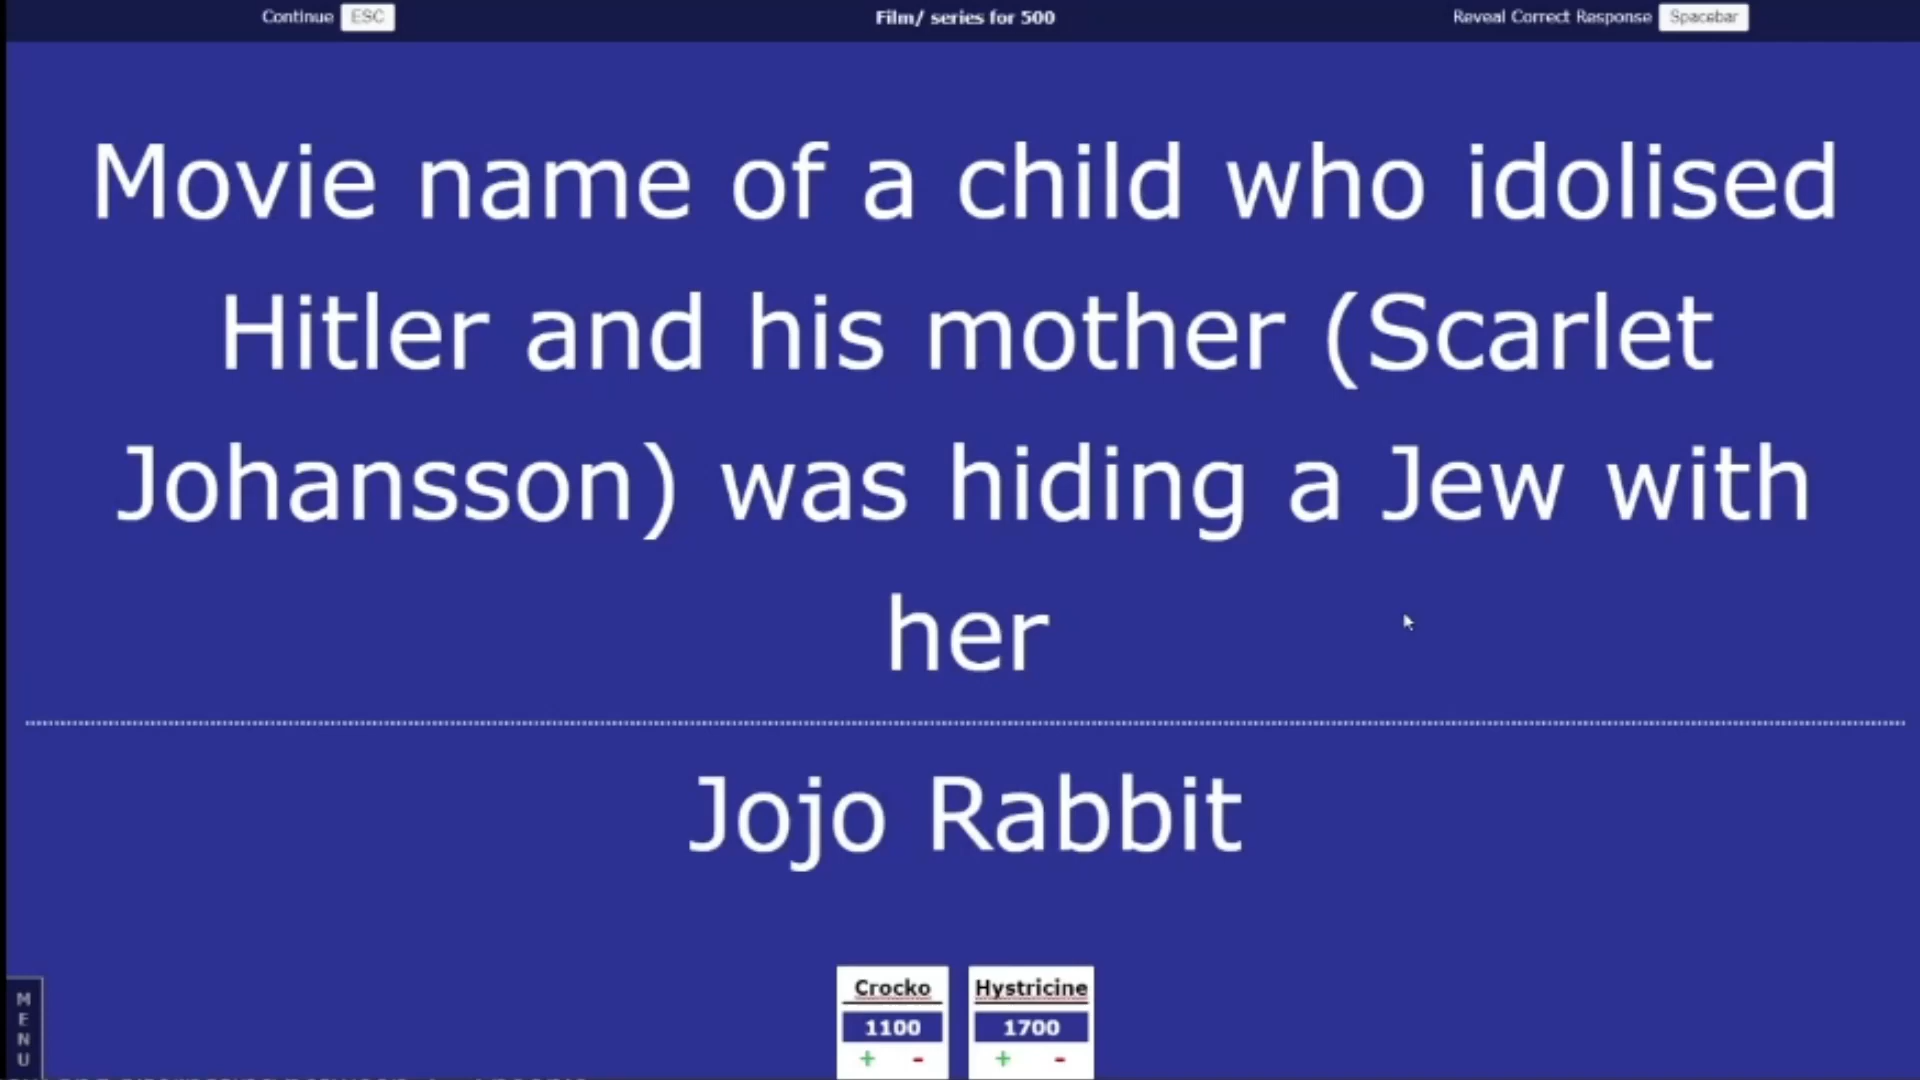 Continue ESC Film/ series for 500 Reveal Correct Response Spacebar
Movie name of a child who idolised
Hitler and his mother (Scarlet
Johansson) was hiding a Jew with
her
Jojo Rabbit
Crocko Hystricine
1100 1700
+ - + -
MENU